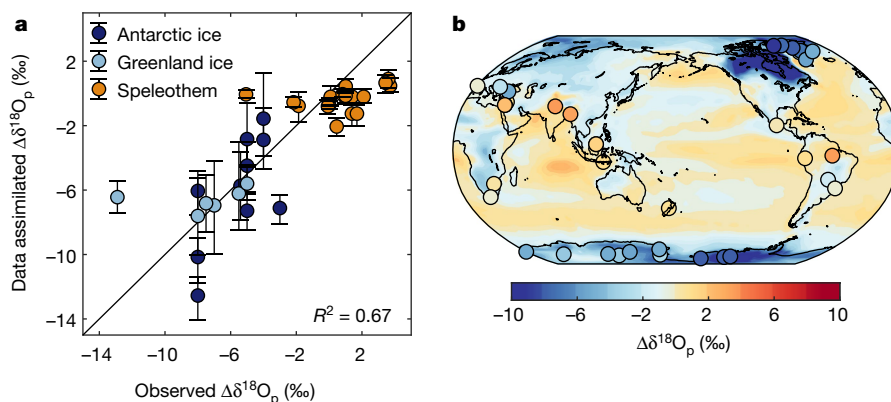 a
Antarctic ice
Greenland ice
Speleothem
Data assimilated Δδ¹⁸Oₚ (‰)
2
−2
−6
−10
−14
−14 −10 −6 −2 2
R² = 0.67
Observed Δδ¹⁸Oₚ (‰)
b
−10 −6 −2 2 6 10
Δδ¹⁸Oₚ (‰)